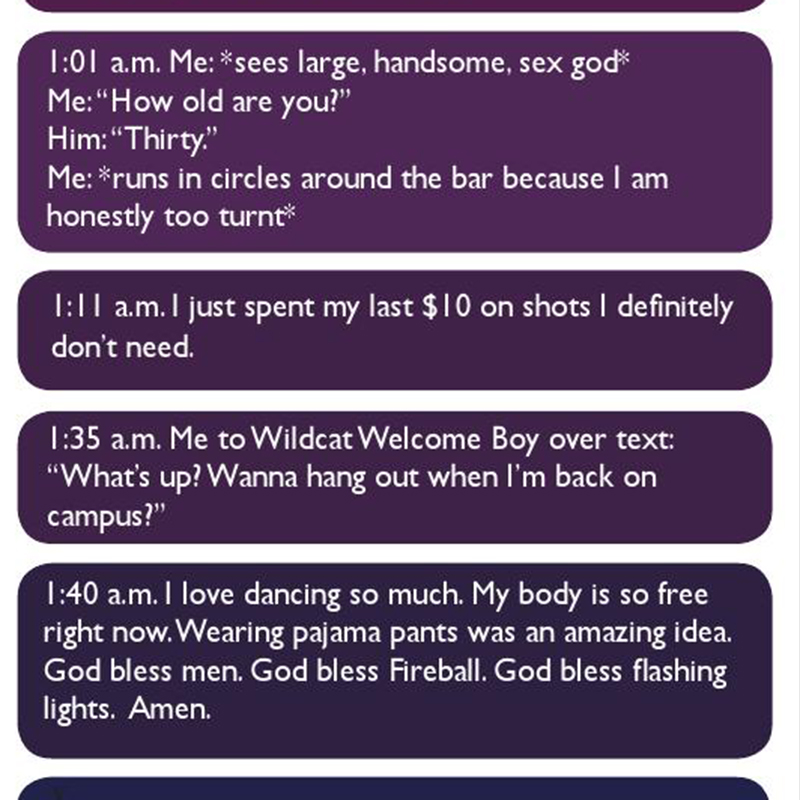 1:01 a.m. Me: *sees large, handsome, sex god*
Me: “How old are you?”
Him: “Thirty.”
Me: *runs in circles around the bar because I am
honestly too turnt*
1:11 a.m. I just spent my last $10 on shots I definitely
don’t need.
1:35 a.m. Me to Wildcat Welcome Boy over text:
“What’s up? Wanna hang out when I’m back on
campus?”
1:40 a.m. I love dancing so much. My body is so free
right now. Wearing pajama pants was an amazing idea.
God bless men. God bless Fireball. God bless flashing
lights. Amen.